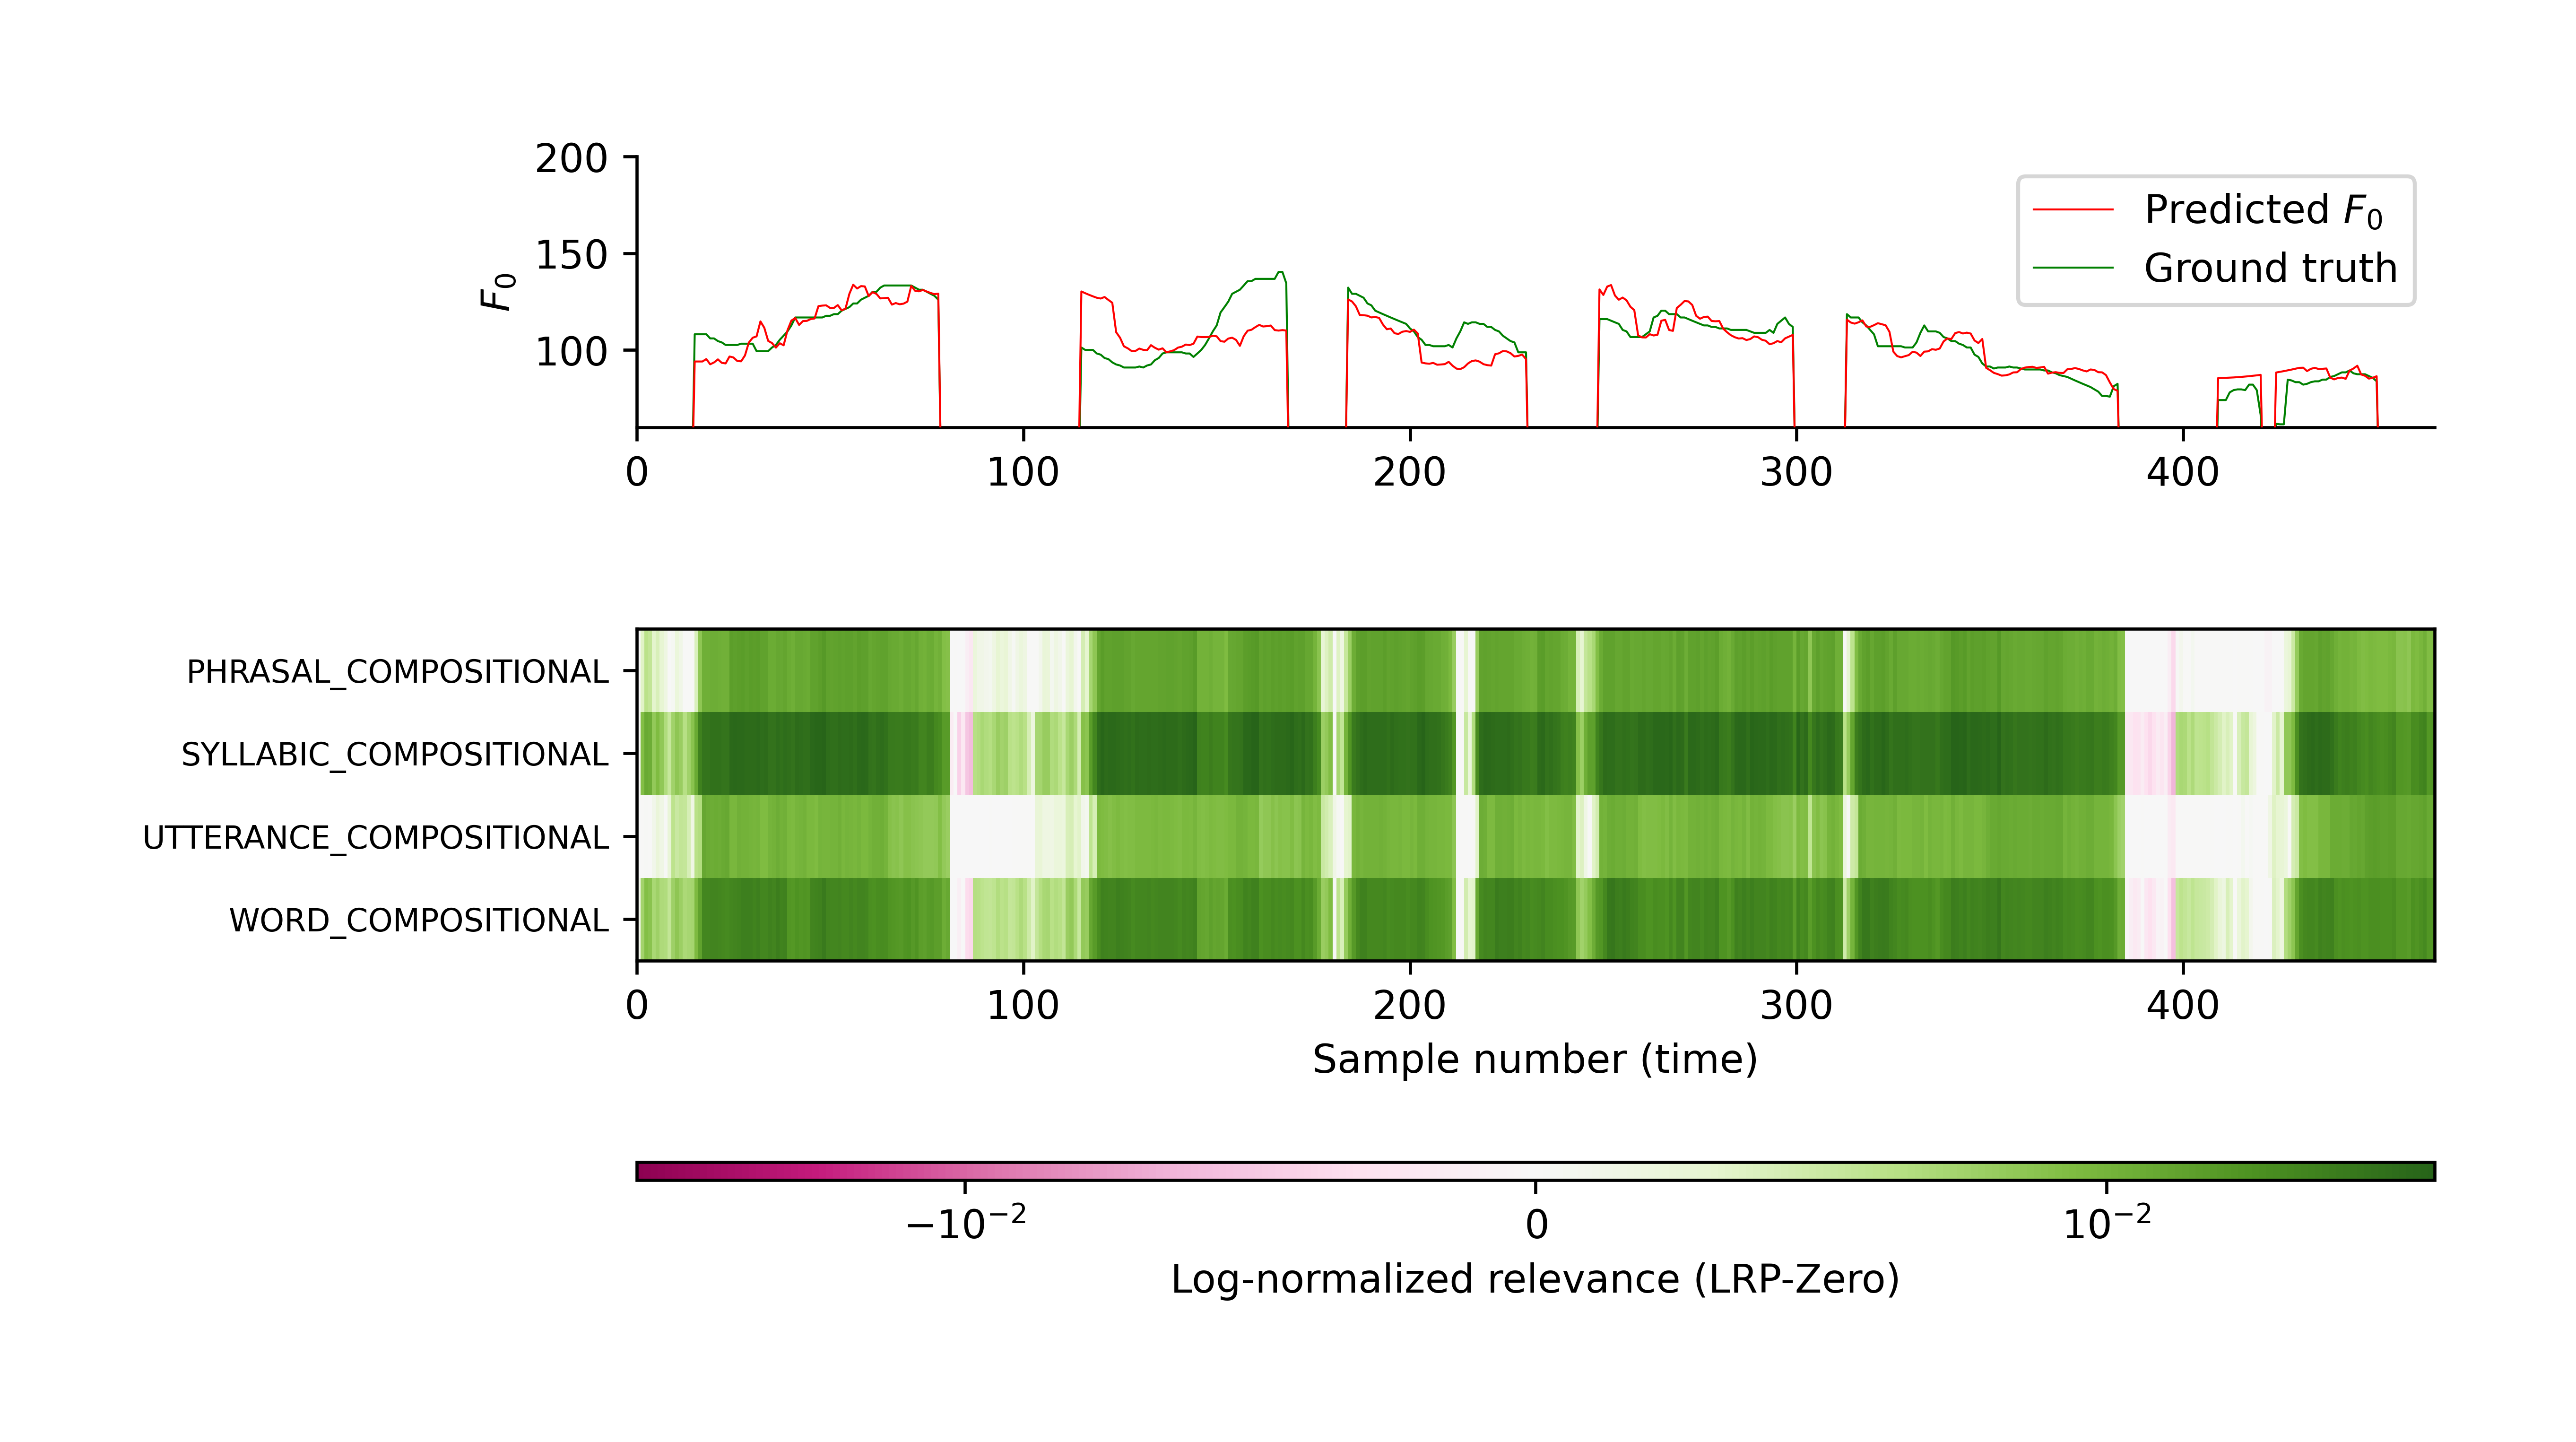 200
150
100
F₀
Predicted F₀
Ground truth
0 100 200 300 400
PHRASAL_COMPOSITIONAL
SYLLABIC_COMPOSITIONAL
UTTERANCE_COMPOSITIONAL
WORD_COMPOSITIONAL
0 100 200 300 400
Sample number (time)
−10⁻² 0 10⁻²
Log-normalized relevance (LRP-Zero)